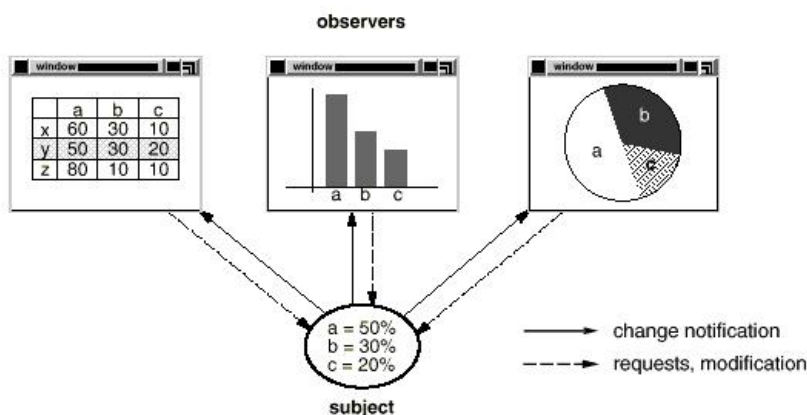 observers
window
a b c
x 60 30 10
y 50 30 20
z 80 10 10
window
a b c
window
a
b
c
a = 50%
b = 30%
c = 20%
subject
change notification
requests, modification